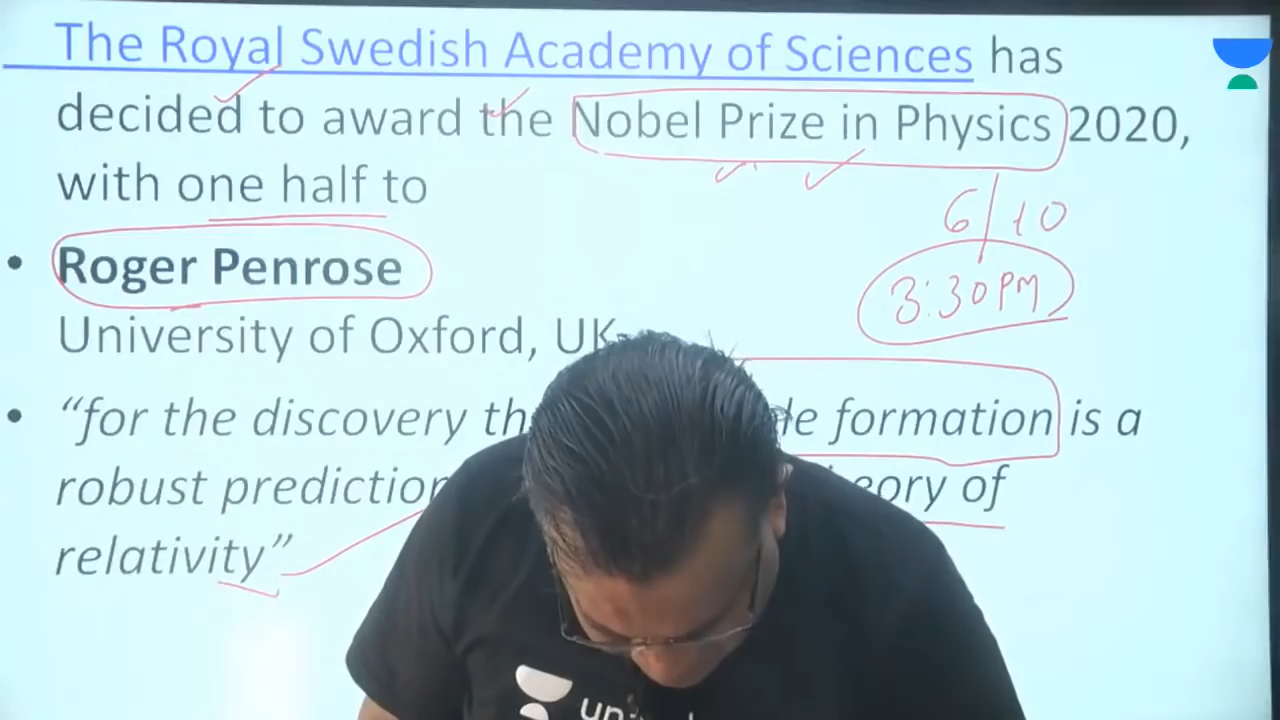 The Royal Swedish Academy of Sciences has
decided to award the Nobel Prize in Physics 2020,
with one half to
6/10
• Roger Penrose
3:30PM
University of Oxford, UK
• “for the discovery formation is a
robust prediction of
relativity”